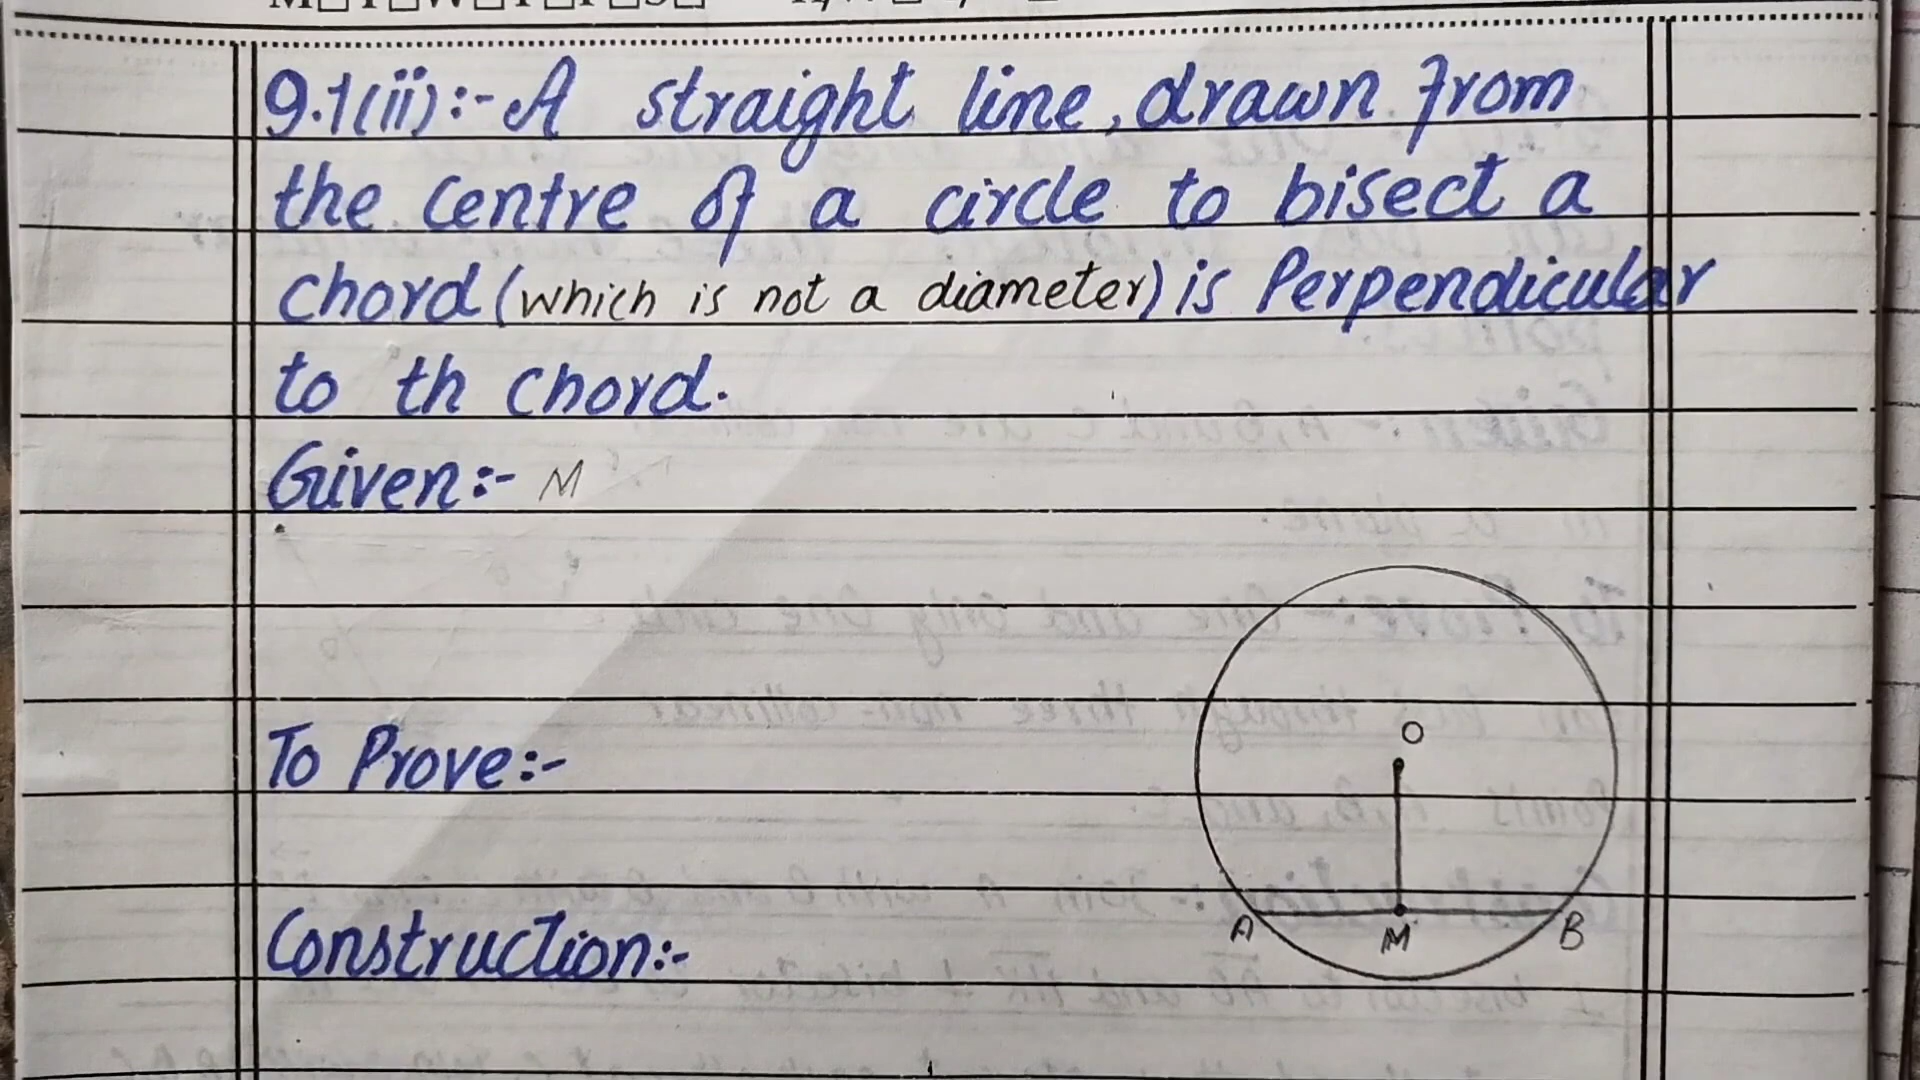 9.1(ii):- A straight line, drawn from
the centre of a circle to bisect a
chord (which is not a diameter) is Perpendicular
to th chord.
Given:- M
To Prove:-
Construction:-
O
A M B